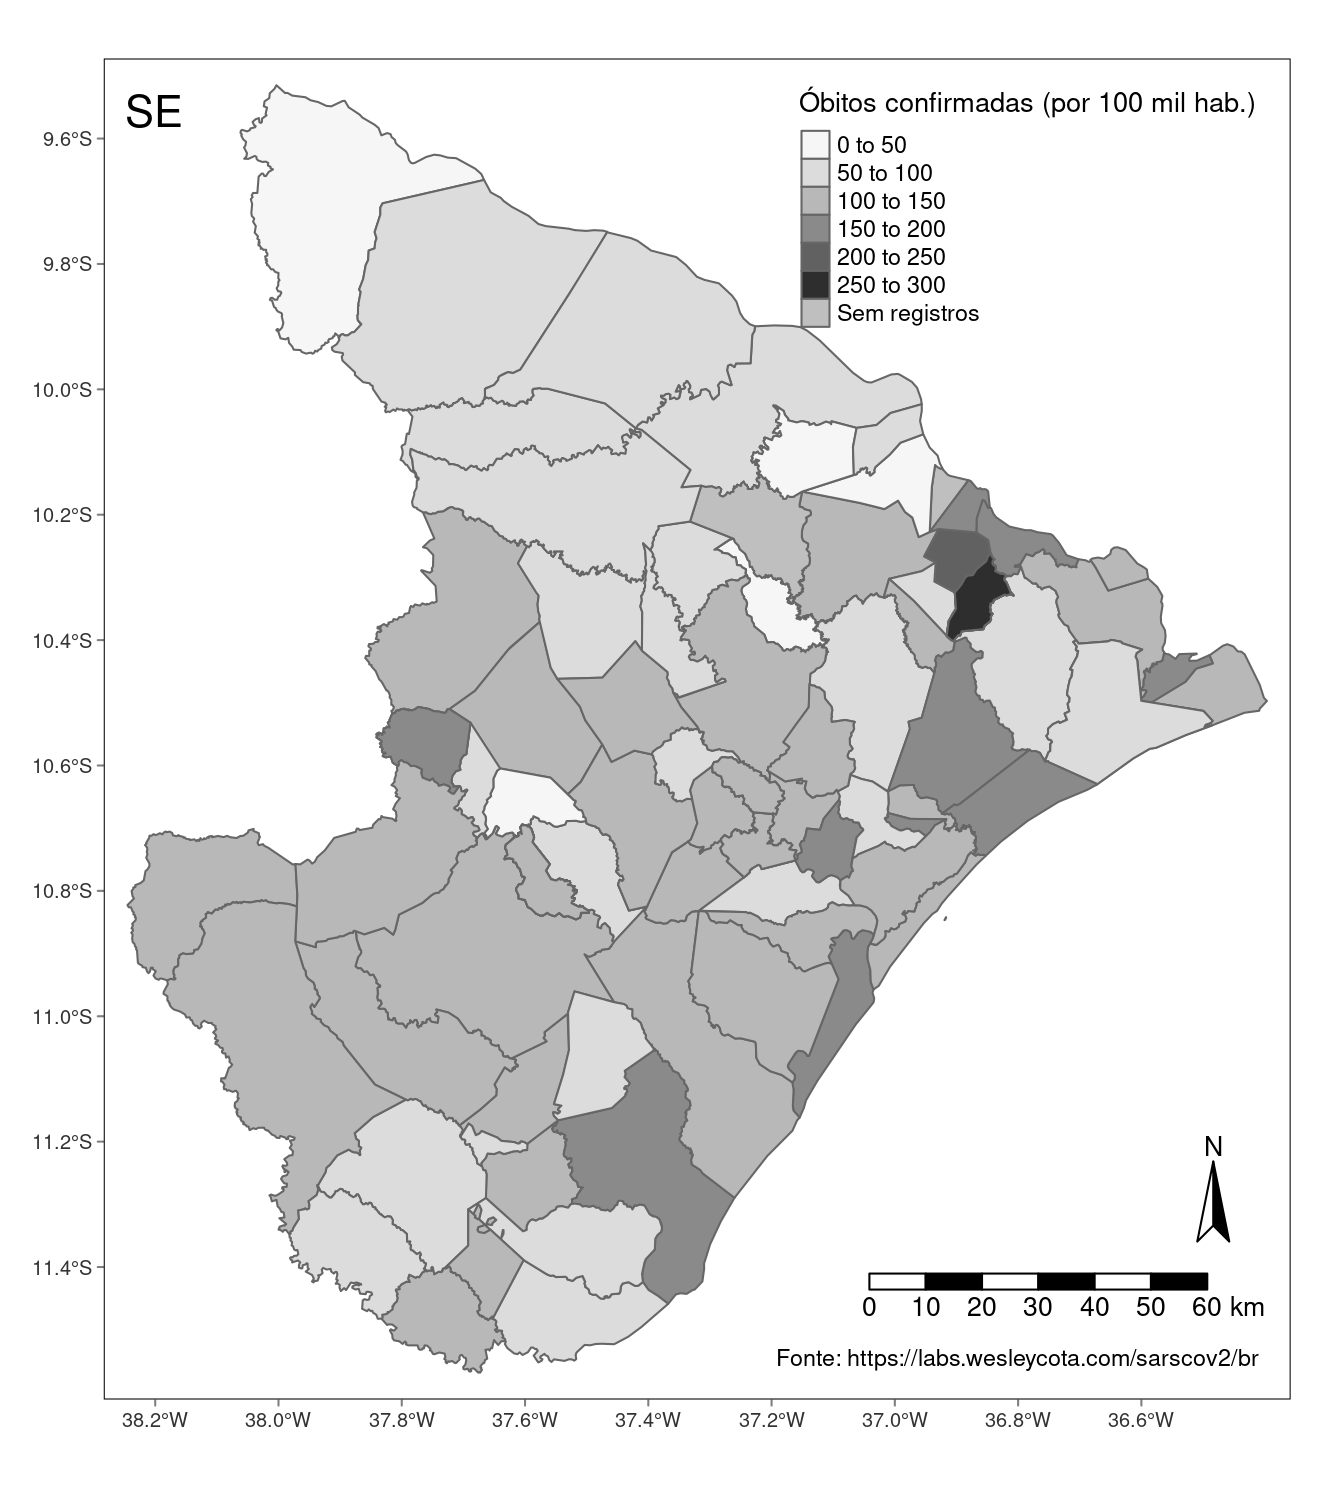 SE
Óbitos confirmadas (por 100 mil hab.)
0 to 50
50 to 100
100 to 150
150 to 200
200 to 250
250 to 300
Sem registros
9.6°S
9.8°S
10.0°S
10.2°S
10.4°S
10.6°S
10.8°S
11.0°S
11.2°S
11.4°S
N
0 10 20 30 40 50 60 km
Fonte: https://labs.wesleycota.com/sarscov2/br
38.2°W 38.0°W 37.8°W 37.6°W 37.4°W 37.2°W 37.0°W 36.8°W 36.6°W